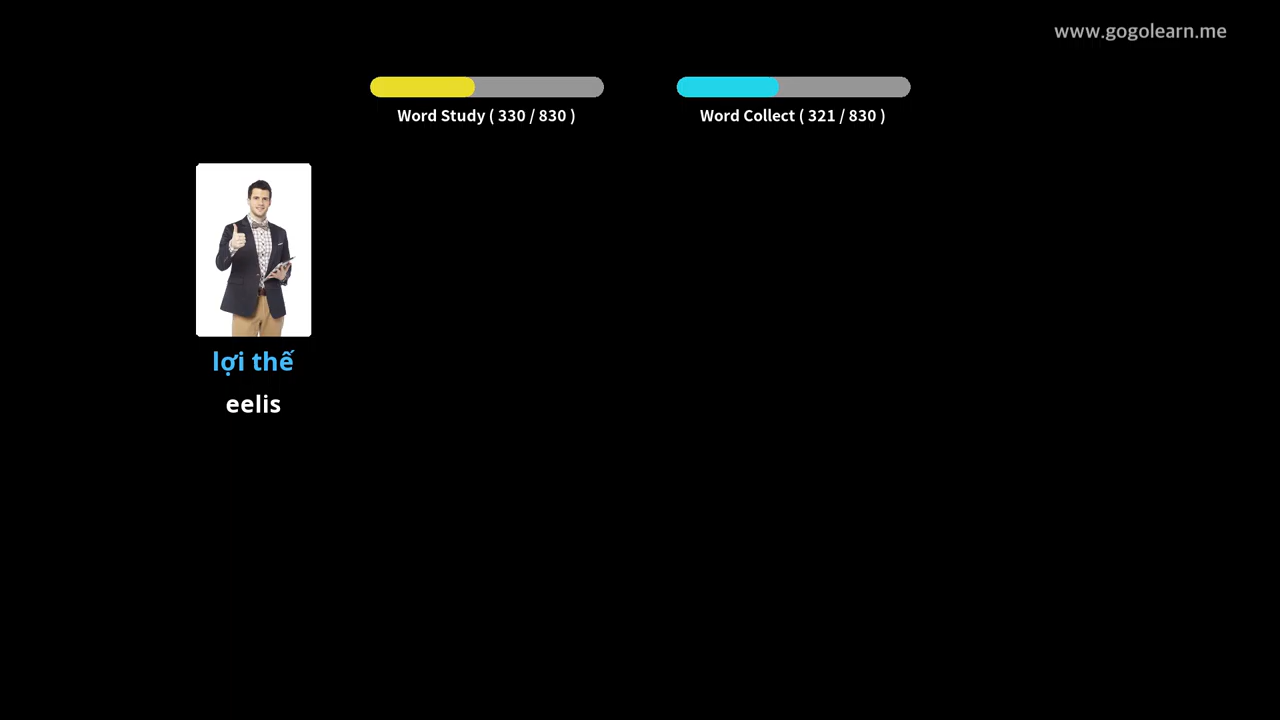 www.gogolearn.me
Word Study ( 330 / 830 )
Word Collect ( 321 / 830 )
lợi thế
eelis